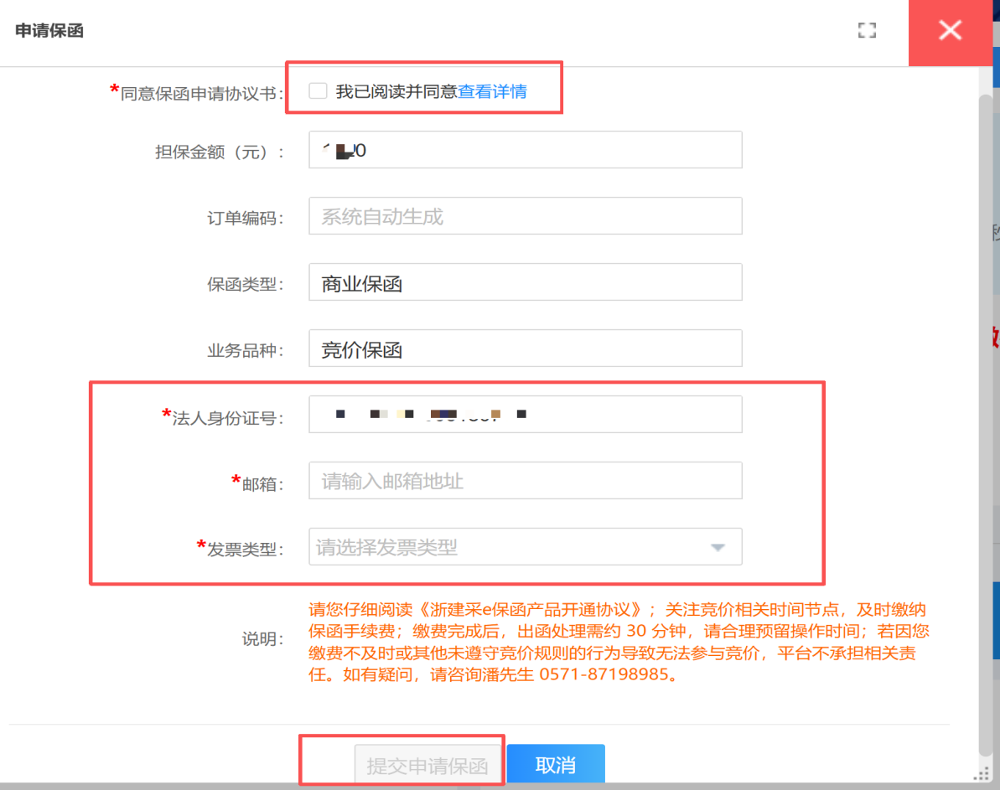 申请保函
*同意保函申请协议书: 我已阅读并同意查看详情
担保金额（元）:
订单编码: 系统自动生成
保函类型: 商业保函
业务品种: 竞价保函
*法人身份证号:
*邮箱: 请输入邮箱地址
*发票类型: 请选择发票类型
说明:
请您仔细阅读《浙建采e保函产品开通协议》；关注竞价相关时间节点，及时缴纳
保函手续费；缴费完成后，出函处理需约 30 分钟，请合理预留操作时间；若因您
缴费不及时或其他未遵守竞价规则的行为导致无法参与竞价，平台不承担相关责
任。如有疑问，请咨询潘先生 0571-87198985。
提交申请保函 取消